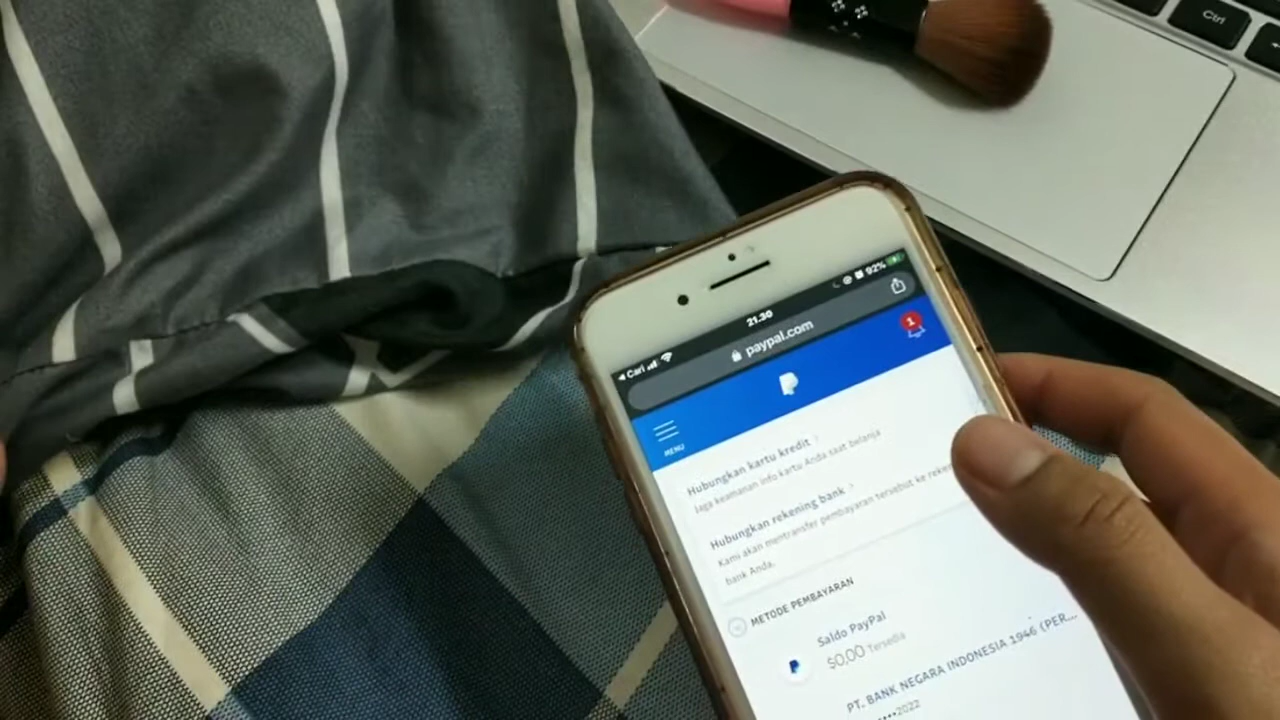 Ctrl
Cari
21.30
92%
paypal.com
1
MENU
Hubungkan kartu kredit
Jaga keamanan info kartu Anda saat belanja
Hubungkan rekening bank
Kami akan mentransfer pembayaran tersebut ke
bank Anda.
METODE PEMBAYARAN
Saldo PayPal
$0,00 Tersedia
PT. BANK NEGARA INDONESIA 1946 (PER...
••••2022